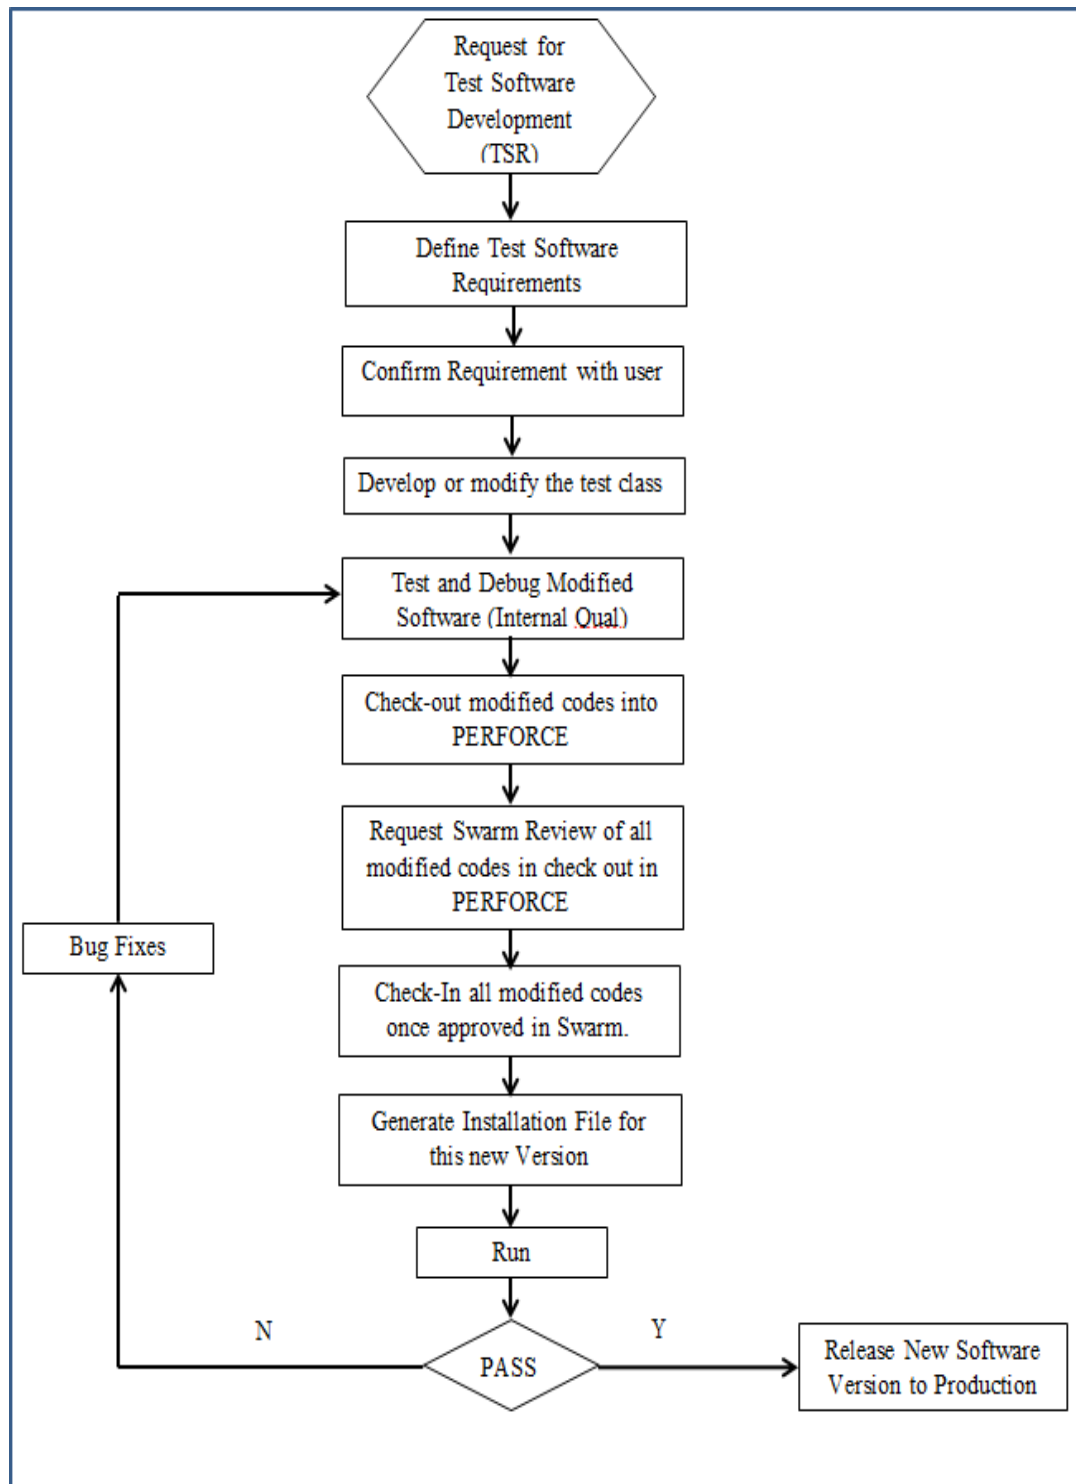 Request for
Test Software
Development
(TSR)
Define Test Software
Requirements
Confirm Requirement with user
Develop or modify the test class
Test and Debug Modified
Software (Internal Qual)
Check-out modified codes into
PERFORCE
Request Swarm Review of all
modified codes in check out in
PERFORCE
Bug Fixes
Check-In all modified codes
once approved in Swarm.
Generate Installation File for
this new Version
Run
N
Y
PASS
Release New Software
Version to Production